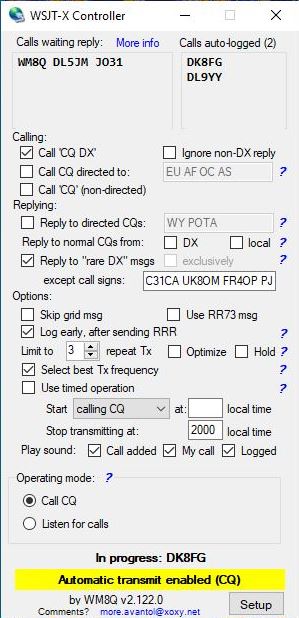 WSJT-X Controller
Calls waiting reply: More info Calls auto-logged (2)
WM8Q DL5JM JO31 DK8FG
DL9YY
Calling:
Call 'CQ DX' Ignore non-DX reply
Call CQ directed to: EU AF OC AS ?
Call 'CQ' (non-directed)
Replying:
Reply to directed CQs: WY POTA ?
Reply to normal CQs from: DX local ?
Reply to "rare DX" msgs exclusively ?
except call signs: C31CA UK8OM FR4OP PJ
Options:
Skip grid msg Use RR73 msg
Log early, after sending RRR ?
Limit to 3 repeat Tx Optimize Hold ?
Select best Tx frequency ?
Use timed operation ?
Start calling CQ at: local time
Stop transmitting at: 2000 local time
Play sound: Call added My call Logged
Operating mode: ?
Call CQ
Listen for calls
In progress: DK8FG
Automatic transmit enabled (CQ)
by WM8Q v2.122.0
Comments? more.avantol@xoxy.net
Setup